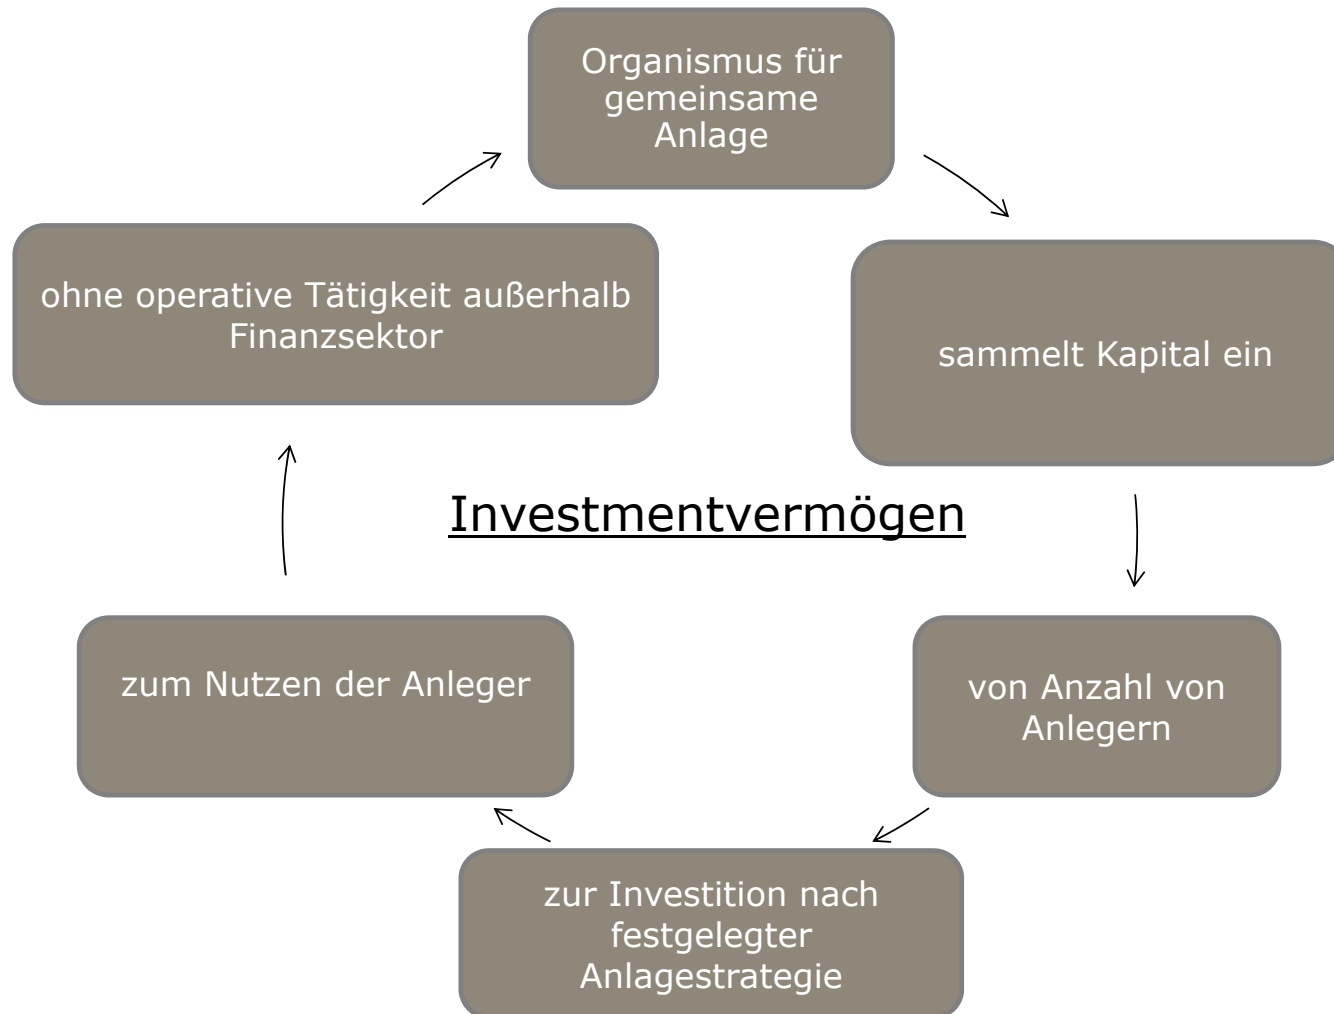 Organismus für
gemeinsame
Anlage
sammelt Kapital ein
von Anzahl von
Anlegern
zur Investition nach
festgelegter
Anlagestrategie
zum Nutzen der Anleger
ohne operative Tätigkeit außerhalb
Finanzsektor
Investmentvermögen